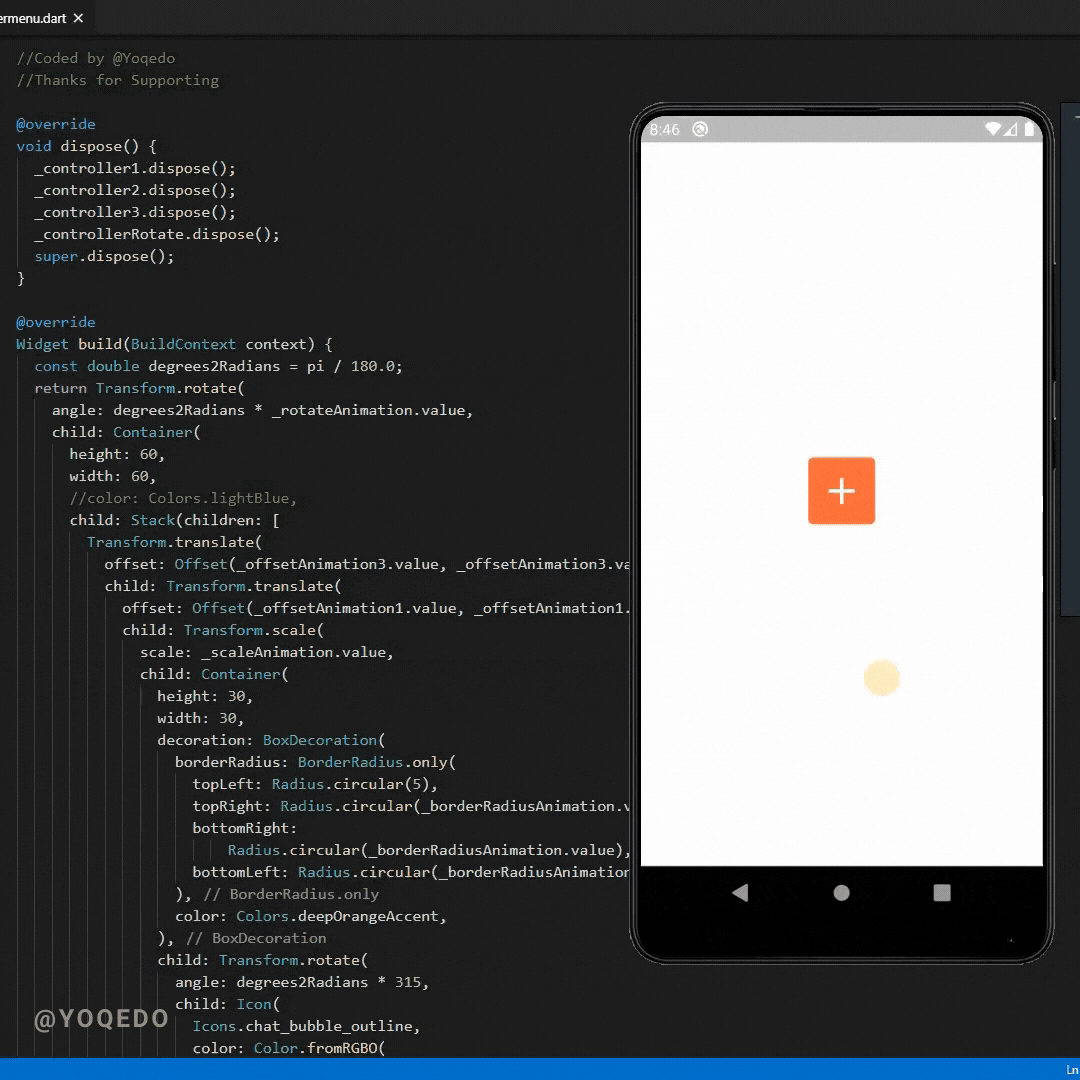 ermenu.dart ✕
//Coded by @Yoqedo
//Thanks for Supporting
@override
void dispose() {
_controller1.dispose();
_controller2.dispose();
_controller3.dispose();
_controllerRotate.dispose();
super.dispose();
}
@override
Widget build(BuildContext context) {
const double degrees2Radians = pi / 180.0;
return Transform.rotate(
angle: degrees2Radians * _rotateAnimation.value,
child: Container(
height: 60,
width: 60,
//color: Colors.lightBlue,
child: Stack(children: [
Transform.translate(
offset: Offset(_offsetAnimation3.value, _offsetAnimation3.va
child: Transform.translate(
offset: Offset(_offsetAnimation1.value, _offsetAnimation1.
child: Transform.scale(
scale: _scaleAnimation.value,
child: Container(
height: 30,
width: 30,
decoration: BoxDecoration(
borderRadius: BorderRadius.only(
topLeft: Radius.circular(5),
topRight: Radius.circular(_borderRadiusAnimation.v
bottomRight:
Radius.circular(_borderRadiusAnimation.value),
bottomLeft: Radius.circular(_borderRadiusAnimation
), // BorderRadius.only
color: Colors.deepOrangeAccent,
), // BoxDecoration
child: Transform.rotate(
angle: degrees2Radians * 315,
child: Icon(
Icons.chat_bubble_outline,
color: Color.fromRGBO(
@YOQEDO
8:46
+
Ln